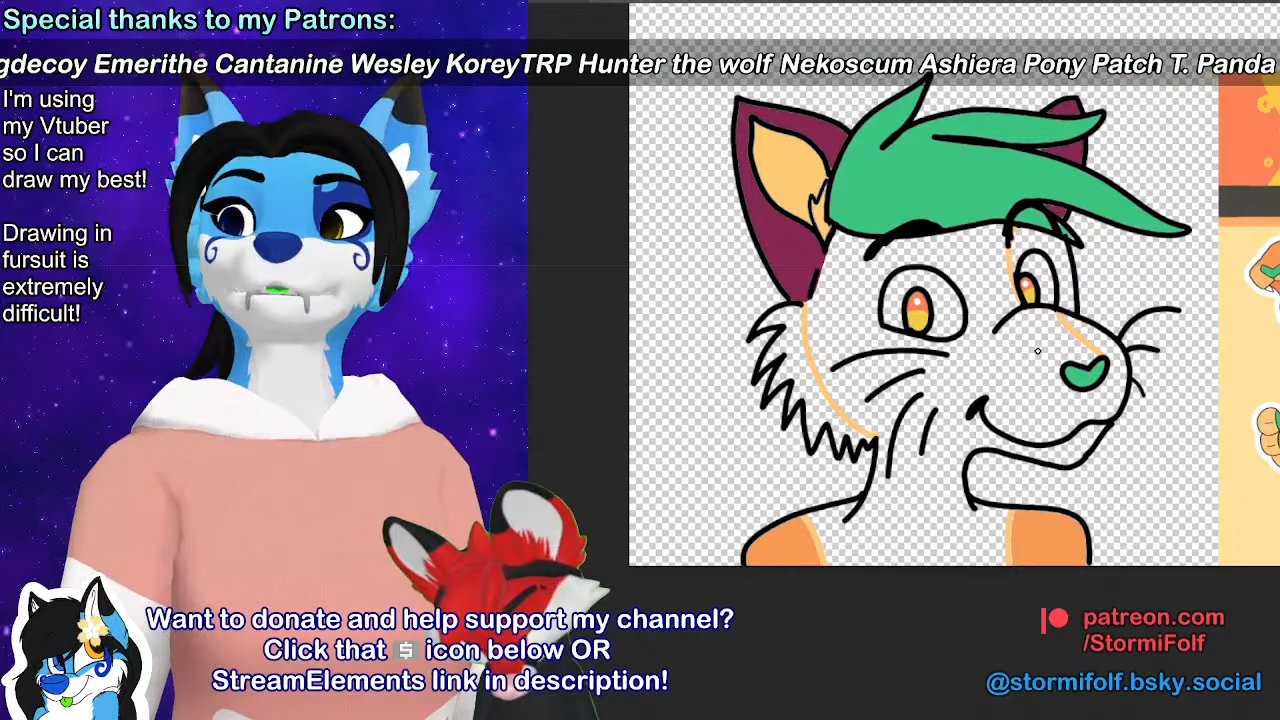 Special thanks to my Patrons:
gdecoy Emerithe Cantanine Wesley KoreyTRP Hunter the wolf Nekoscum Ashiera Pony Patch T. Panda
I'm using
my Vtuber
so I can
draw my best!
Drawing in
fursuit is
extremely
difficult!
Want to donate and help support my channel?
Click that $ icon below OR
StreamElements link in description!
patreon.com
/StormiFolf
@stormifolf.bsky.social